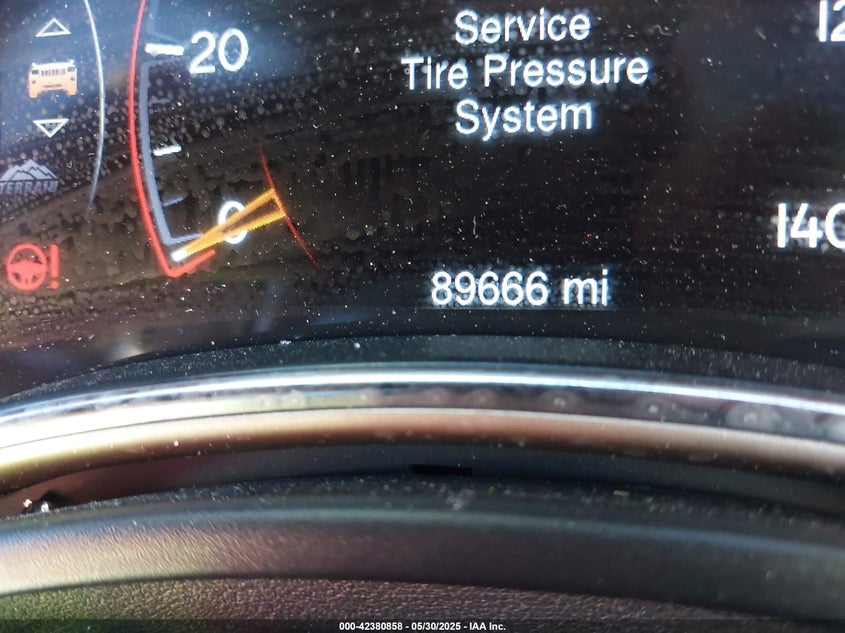 Service
Tire Pressure
System
20
0
TERRAIN
!
140
89666 mi
000-42380858 - 05/30/2025 - IAA Inc.